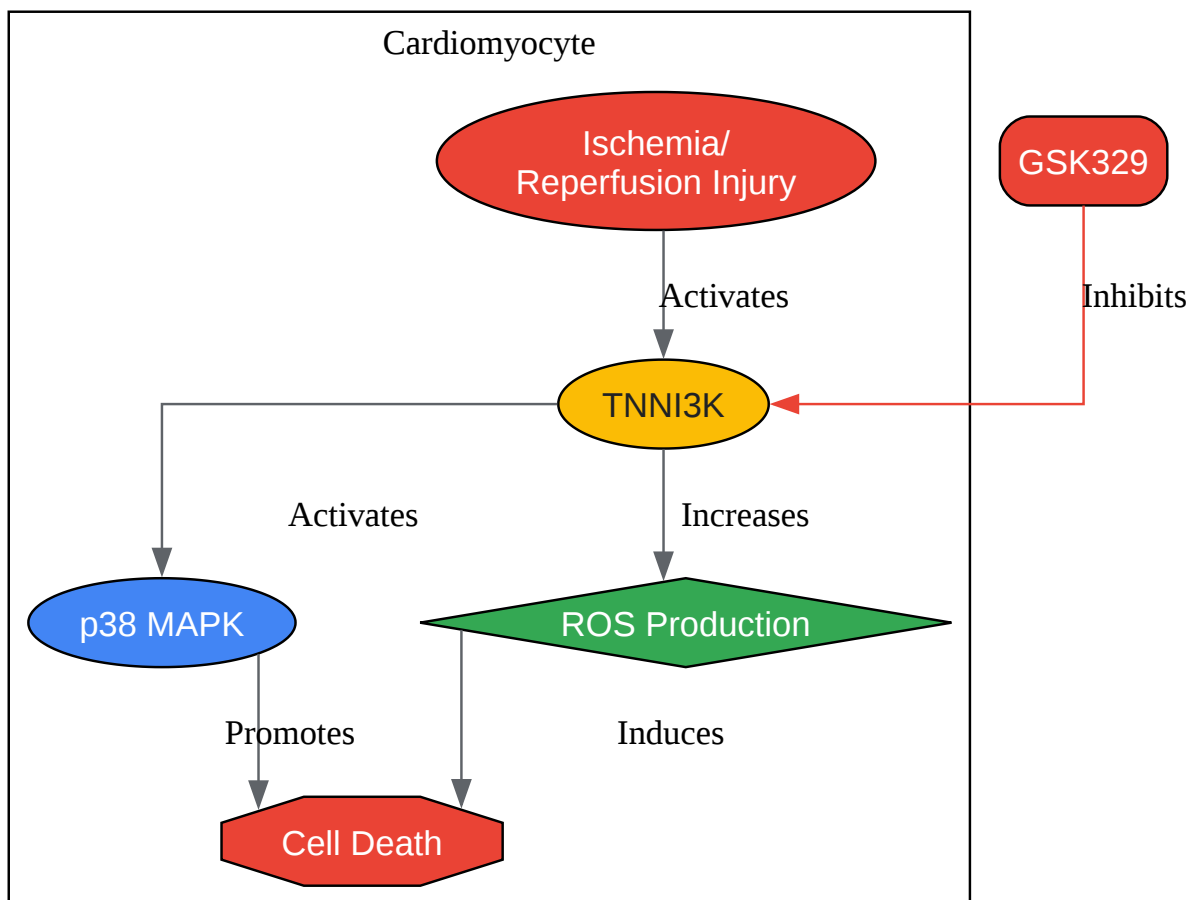 Cardiomyocyte
Ischemia/
Reperfusion Injury
GSK329
Activates
Inhibits
TNNI3K
Activates
Increases
p38 MAPK
ROS Production
Promotes
Induces
Cell Death